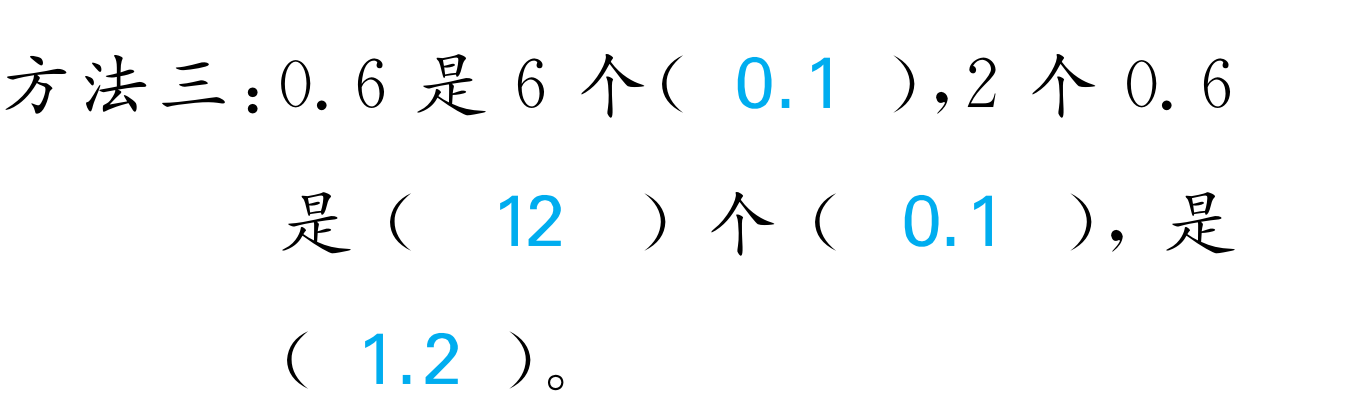 方法三:0.6 是 6 个( 0.1 ),2 个 0.6
是( 12 )个( 0.1 ),是
( 1.2 )。